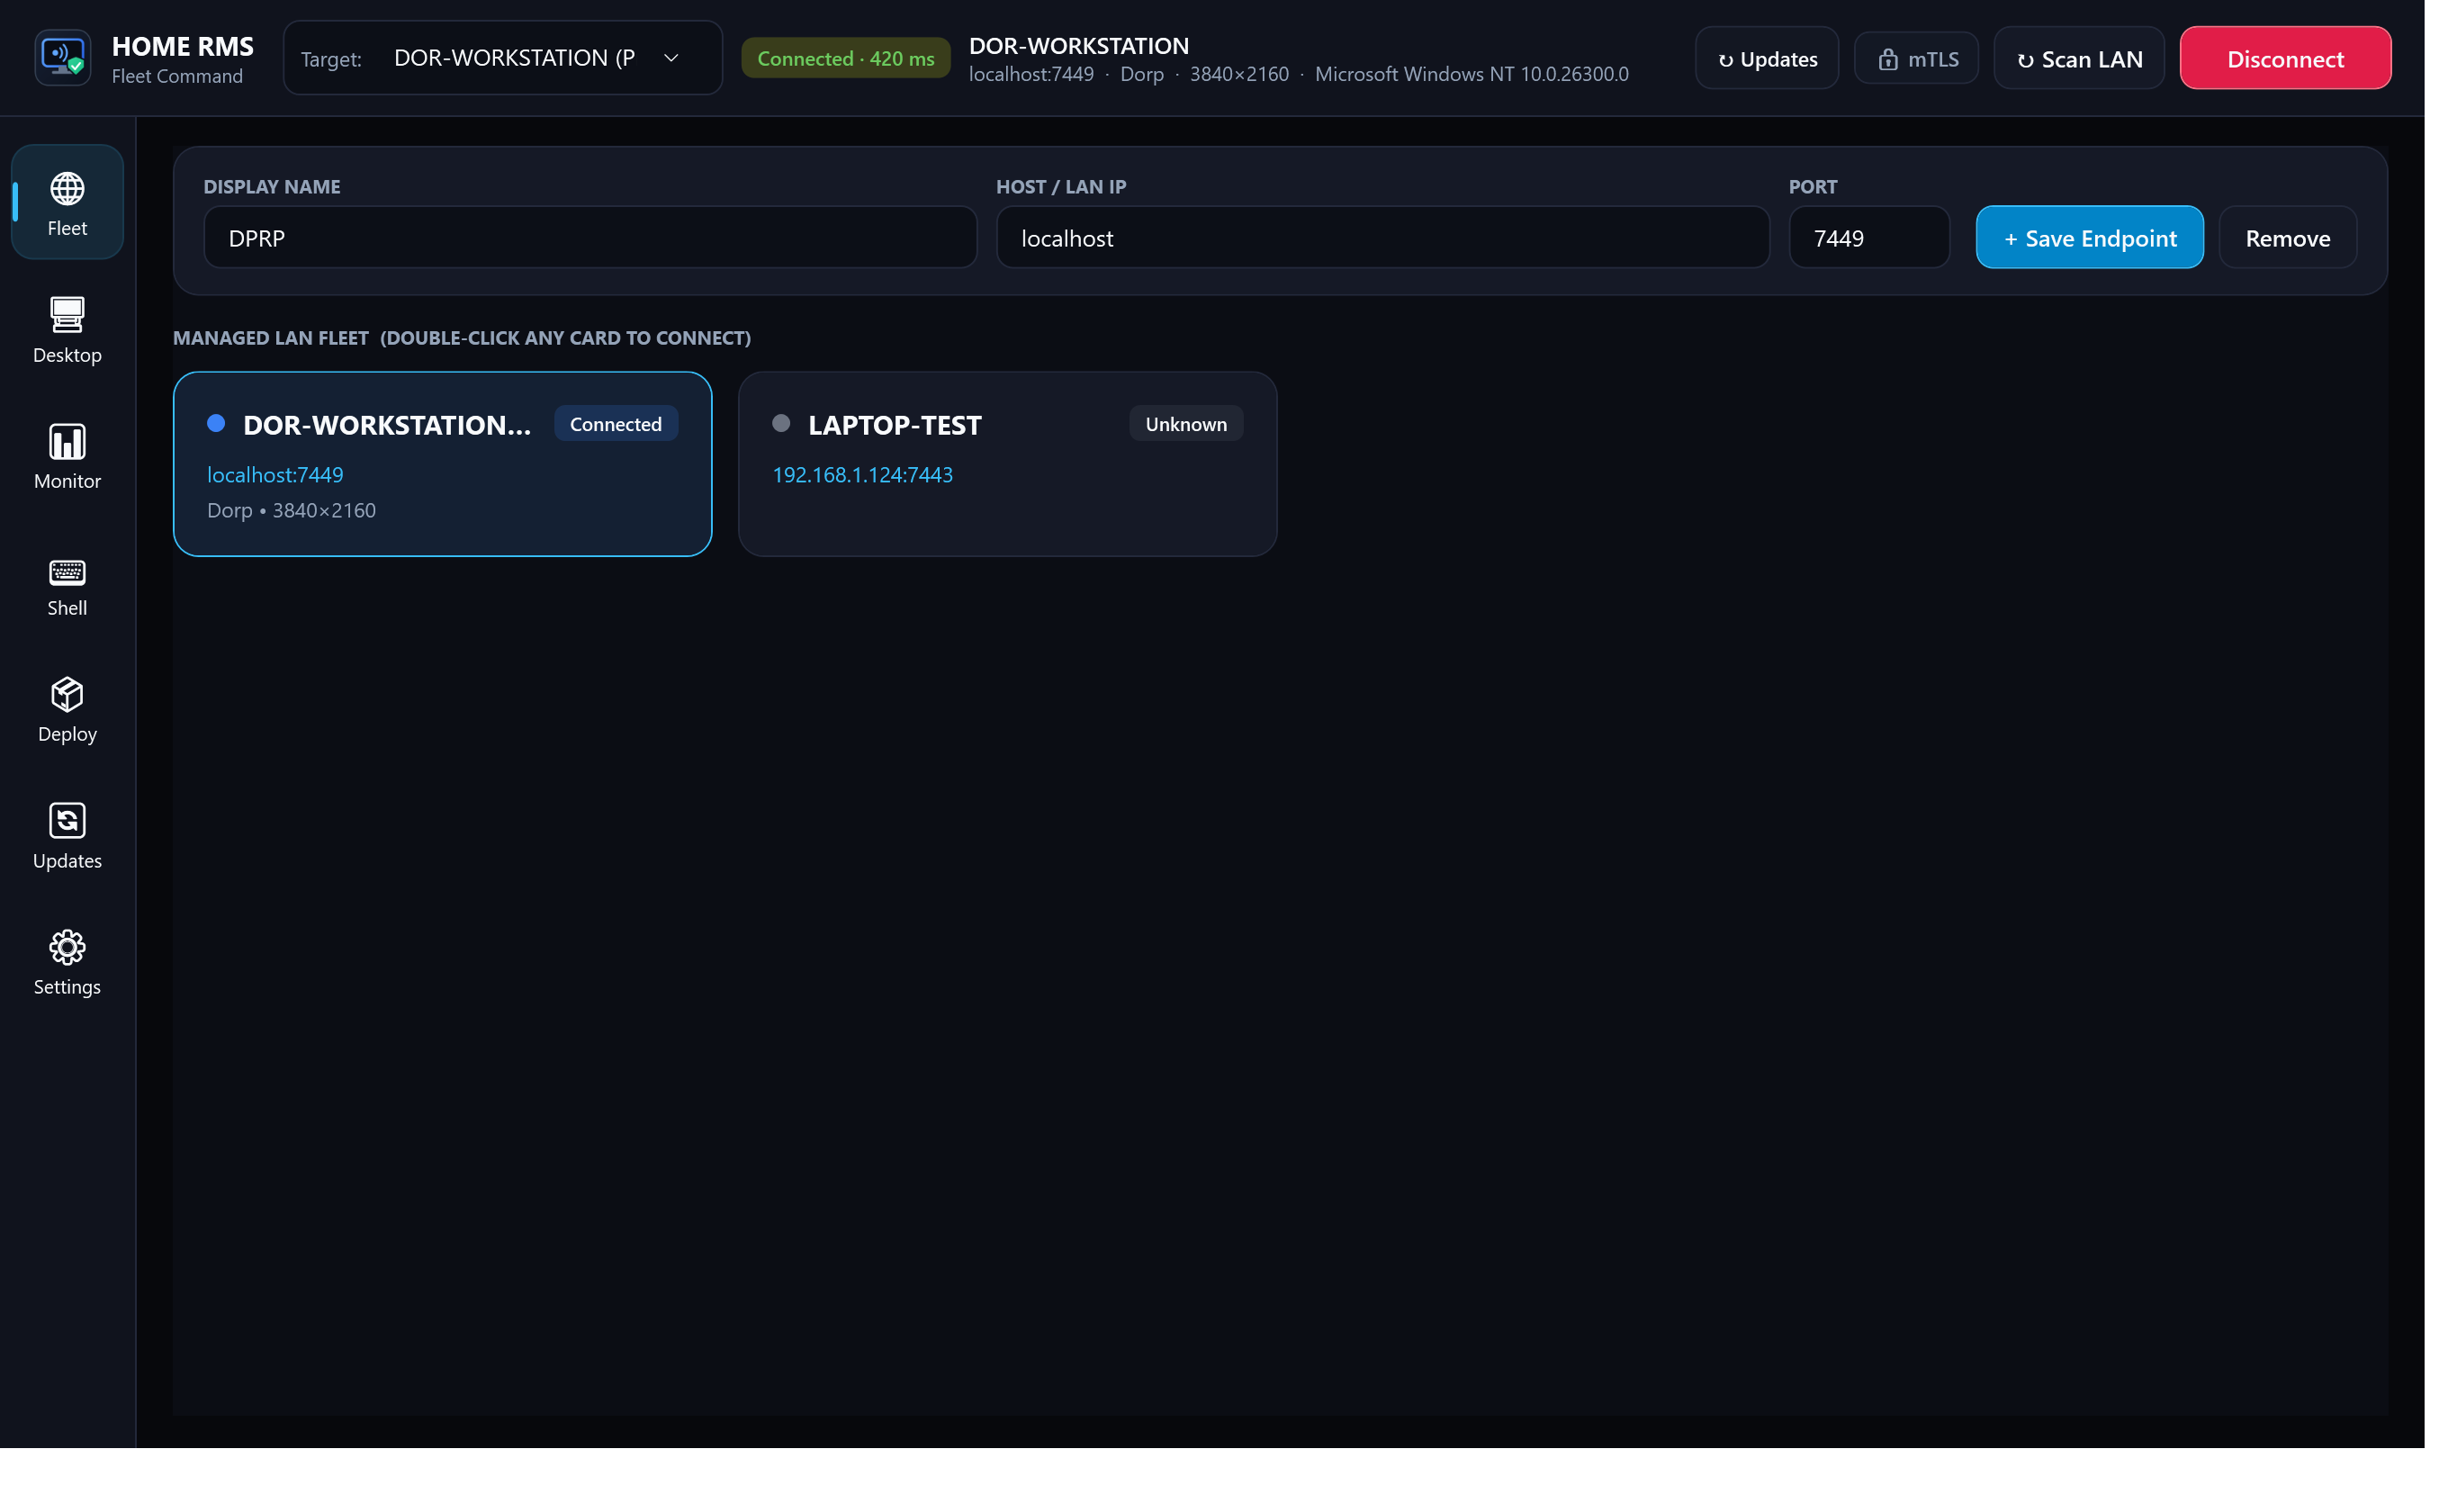 HOME RMS
Fleet Command
Target: DOR-WORKSTATION (P
Connected · 420 ms
DOR-WORKSTATION
localhost:7449 · Dorp · 3840×2160 · Microsoft Windows NT 10.0.26300.0
↻ Updates
mTLS
↻ Scan LAN
Disconnect
Fleet
Desktop
Monitor
Shell
Deploy
Updates
Settings
DISPLAY NAME
DPRP
HOST / LAN IP
localhost
PORT
7449
+ Save Endpoint
Remove
MANAGED LAN FLEET (DOUBLE-CLICK ANY CARD TO CONNECT)
DOR-WORKSTATION...
Connected
localhost:7449
Dorp • 3840×2160
LAPTOP-TEST
Unknown
192.168.1.124:7443